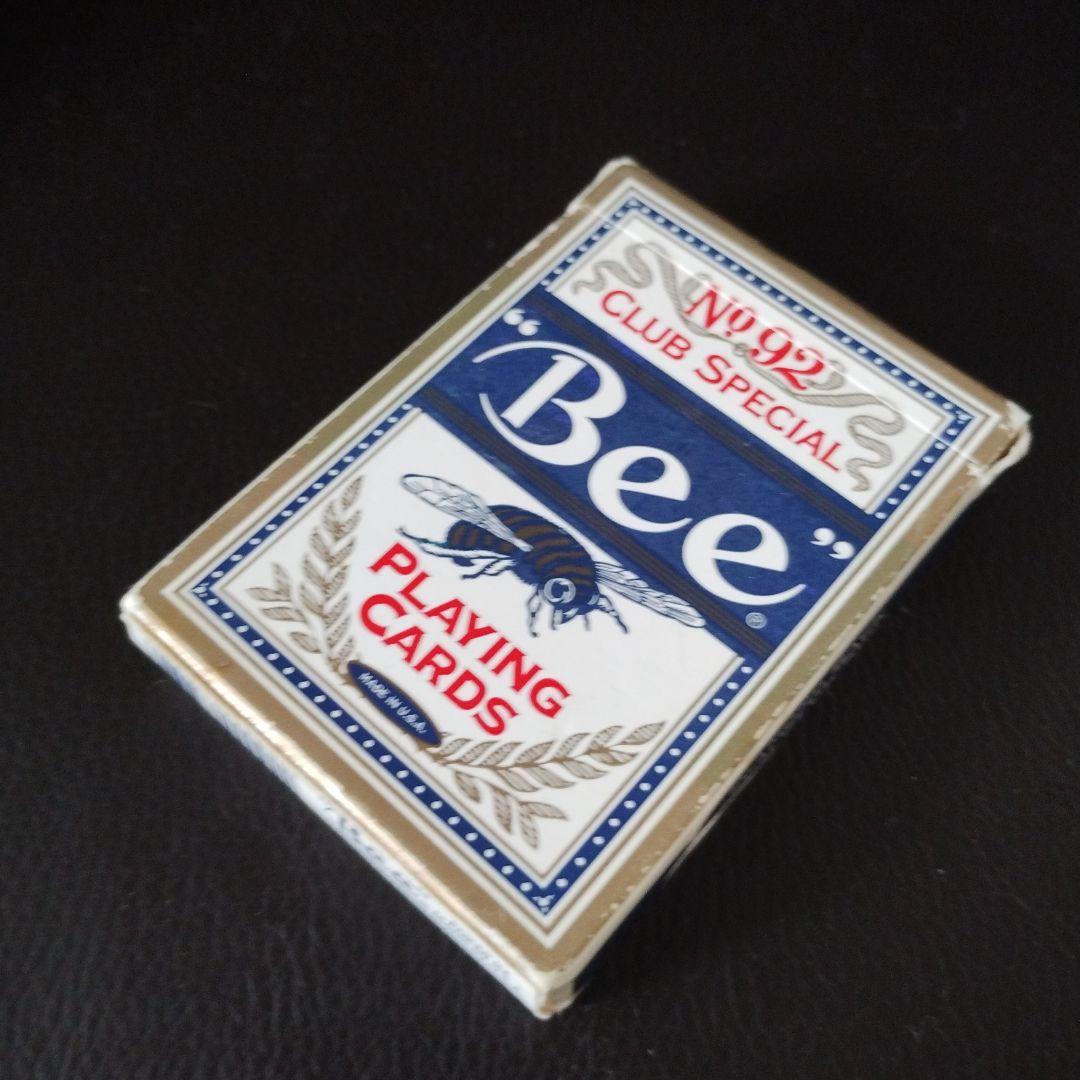 No. 92
CLUB SPECIAL
“Bee”®
PLAYING
CARDS
MADE IN U.S.A.